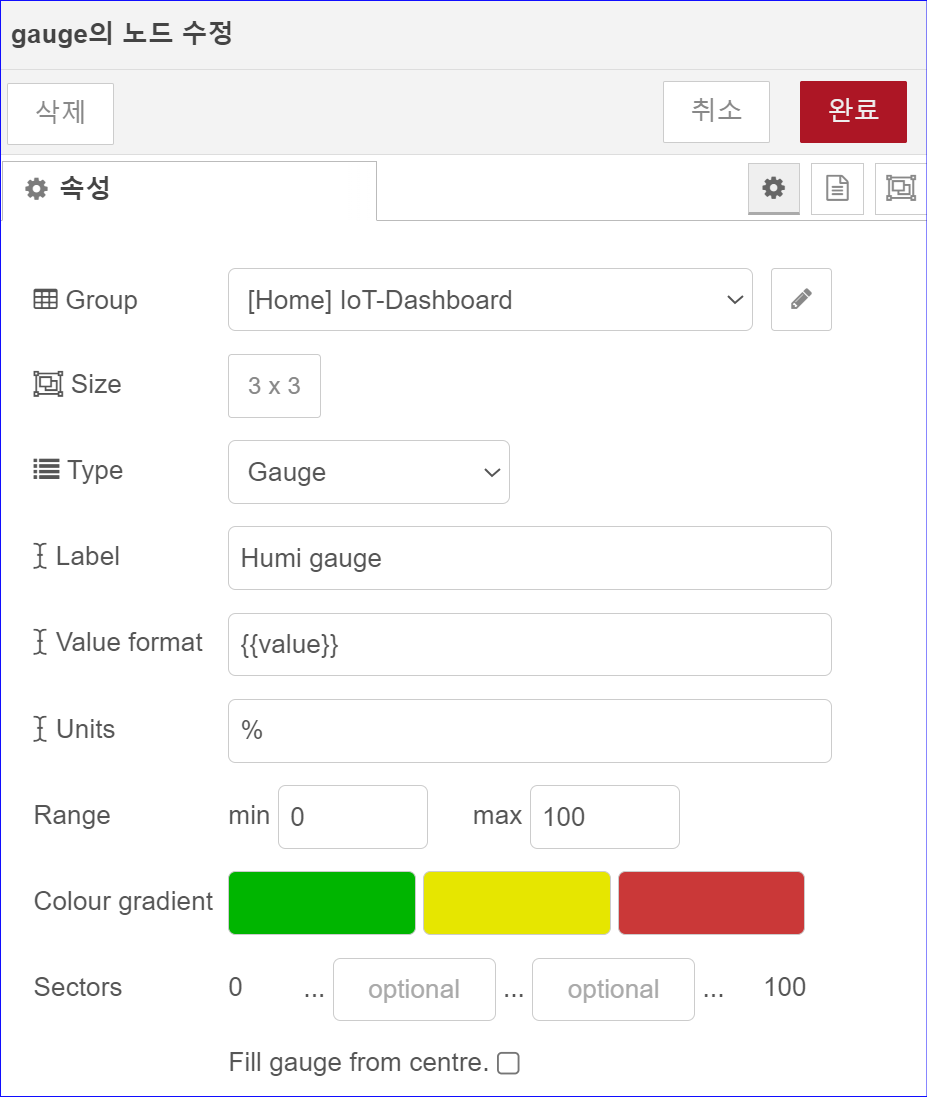 gauge의 노드 수정
삭제 취소 완료
속성
Group [Home] IoT-Dashboard
Size 3 x 3
Type Gauge
Label Humi gauge
Value format {{value}}
Units %
Range min 0 max 100
Colour gradient
Sectors 0 ... optional ... optional ... 100
Fill gauge from centre.